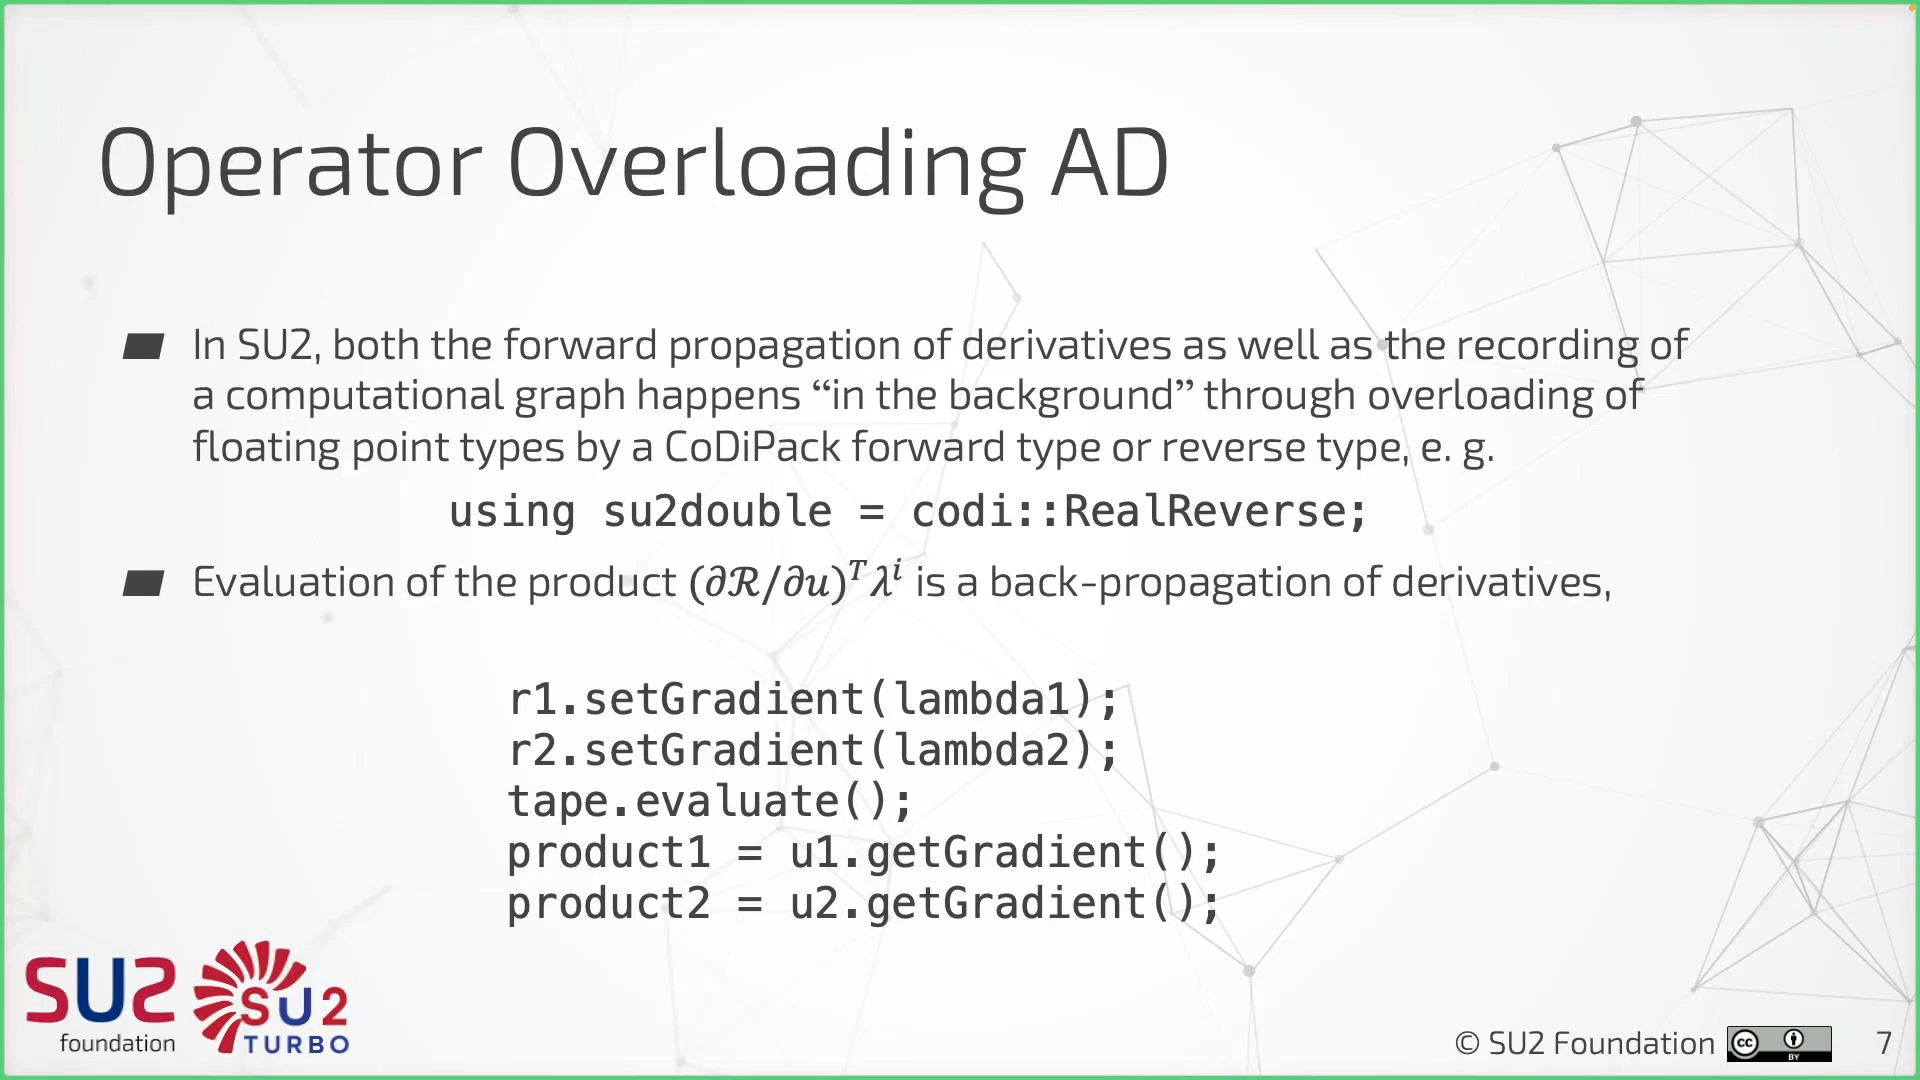 Operator Overloading AD
In SU2, both the forward propagation of derivatives as well as the recording of
a computational graph happens “in the background” through overloading of
floating point types by a CoDiPack forward type or reverse type, e. g.
using su2double = codi::RealReverse;
Evaluation of the product (∂ℛ/∂u)ᵀλⁱ is a back-propagation of derivatives,
r1.setGradient(lambda1);
r2.setGradient(lambda2);
tape.evaluate();
product1 = u1.getGradient();
product2 = u2.getGradient();
SU2
foundation
SU2
TURBO
© SU2 Foundation
cc
BY
7